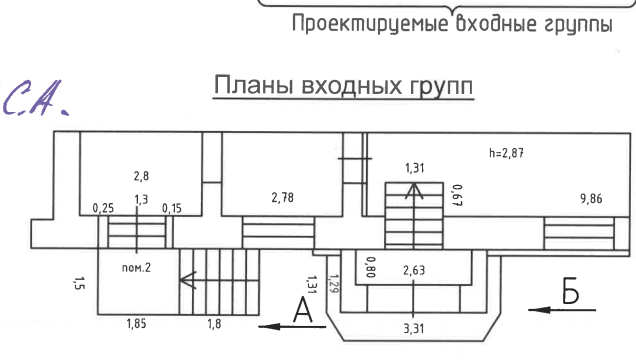 Проектируемые входные группы
Планы входных групп
С.А.
h=2,87
2,8
1,31
0,67
1,3
2,78
9,86
0,25
0,15
пом.2
0,80
2,63
1,5
1,31
1,29
Б
А
1,85
1,8
3,31